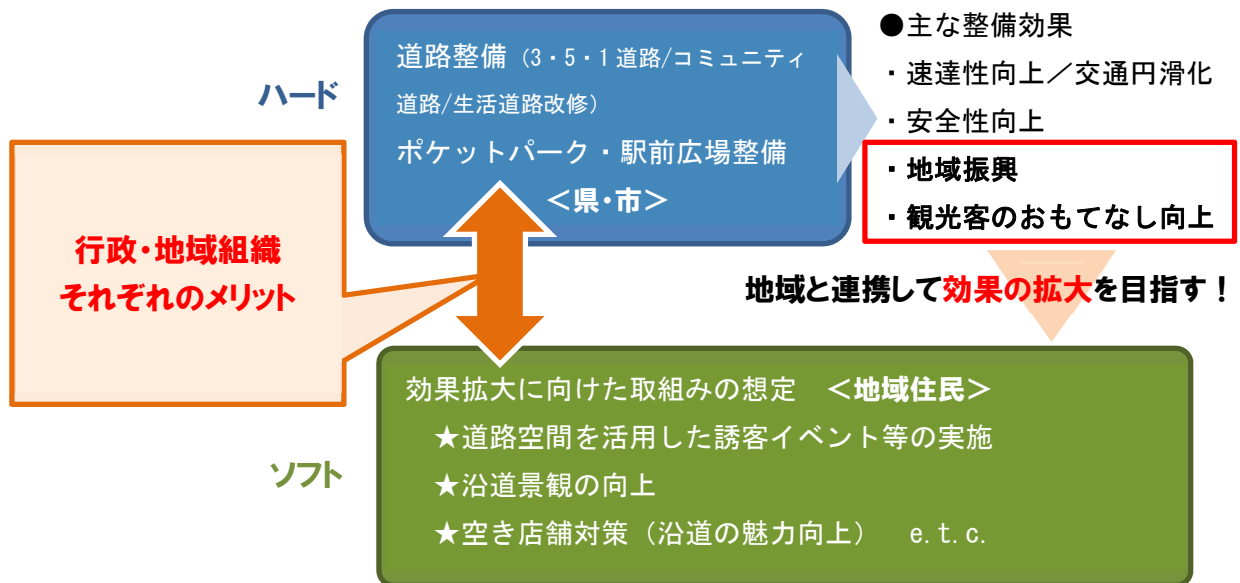 ハード
道路整備（3・5・1 道路/コミュニティ
道路/生活道路改修）
ポケットパーク・駅前広場整備
＜県・市＞
●主な整備効果
・速達性向上／交通円滑化
・安全性向上
・地域振興
・観光客のおもてなし向上
行政・地域組織
それぞれのメリット
地域と連携して効果の拡大を目指す！
ソフト
効果拡大に向けた取組みの想定　＜地域住民＞
★道路空間を活用した誘客イベント等の実施
★沿道景観の向上
★空き店舗対策（沿道の魅力向上）　e.t.c.